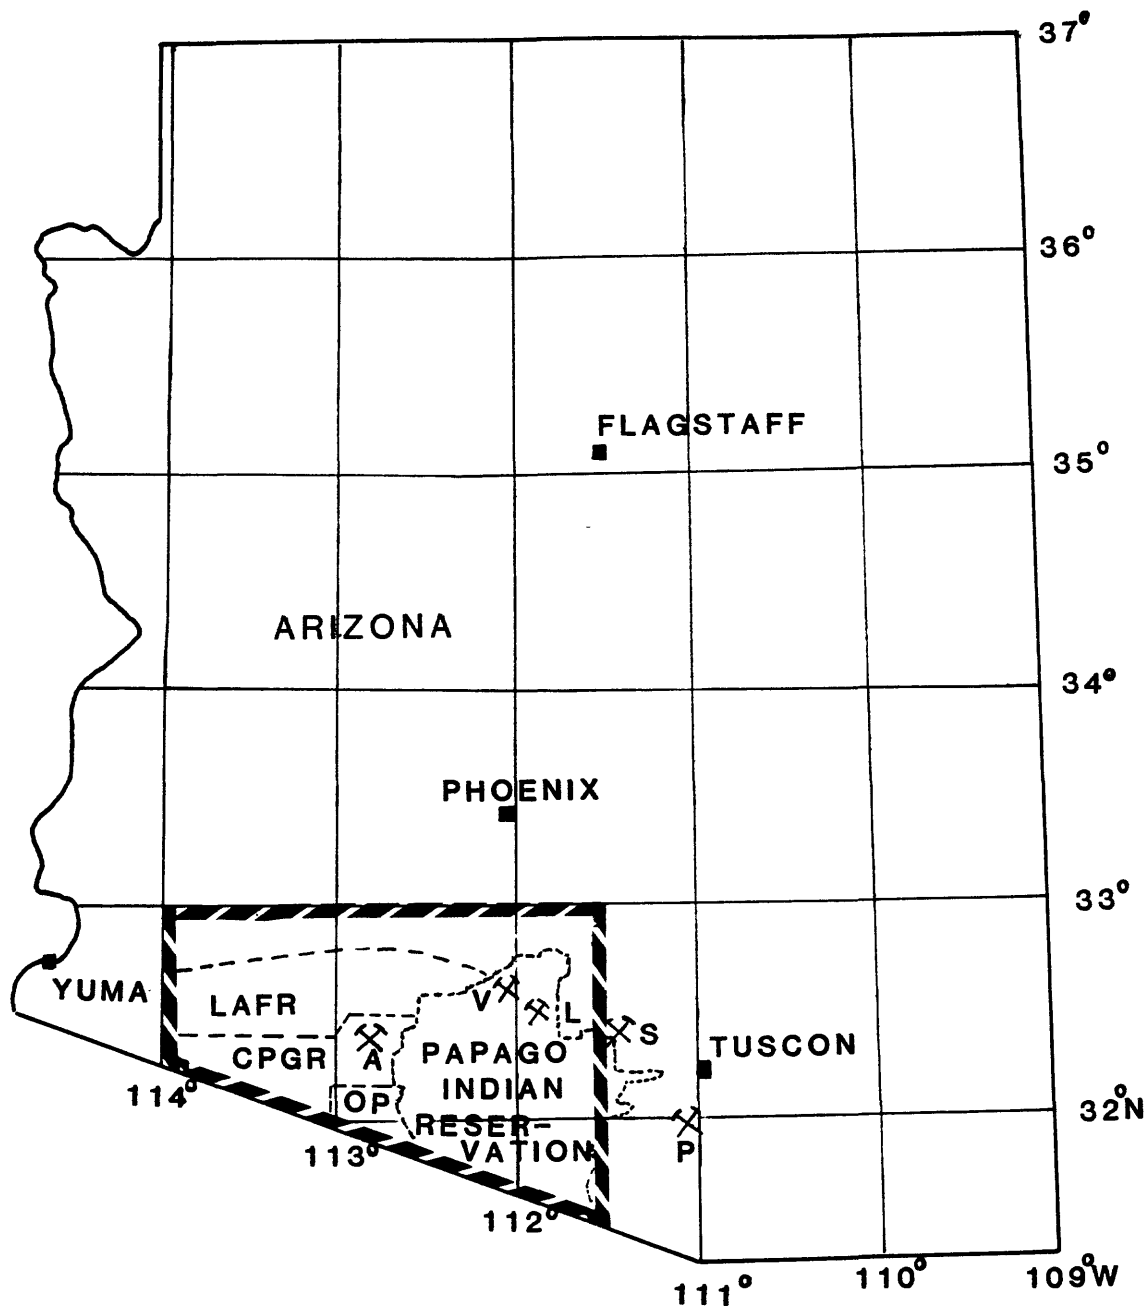 37°
36°
FLAGSTAFF
35°
ARIZONA
34°
PHOENIX
33°
YUMA
LAFR
V
L
S
CPGR
A
PAPAGO
TUSCON
114°
OP
INDIAN
32°N
RESER-
113°
VATION
P
112°
111°
110°
109°W